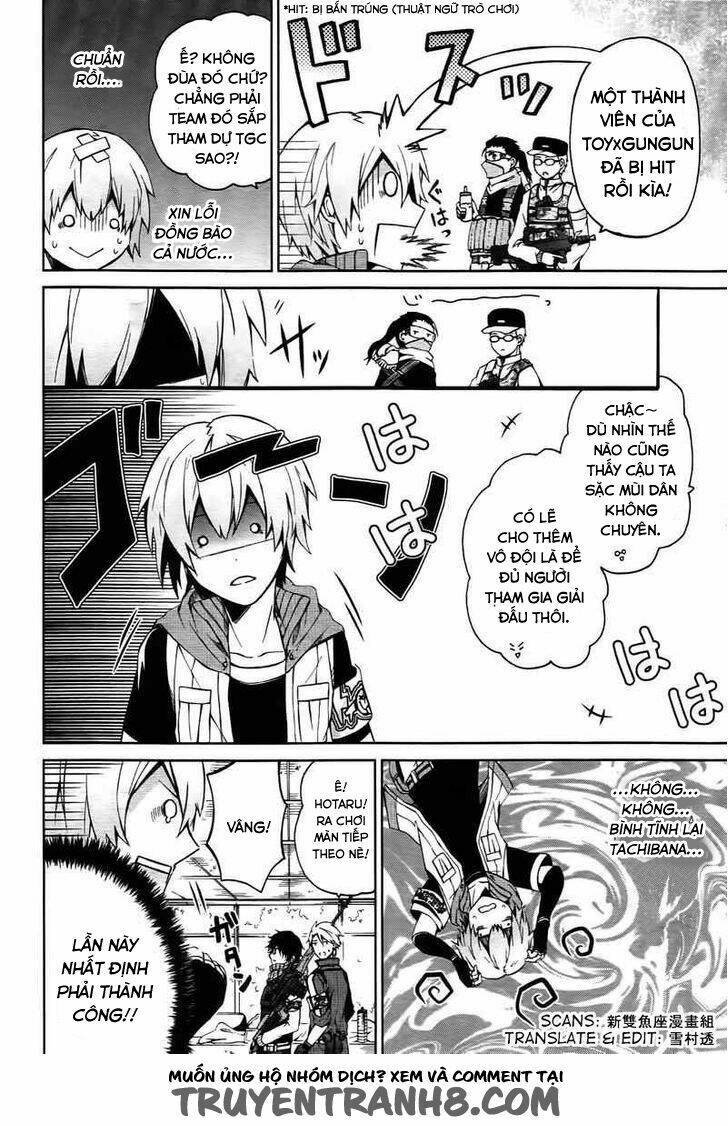 *HIT: BỊ BẮN TRÚNG (THUẬT NGỮ TRÒ CHƠI)
MỘT THÀNH
VIÊN CỦA
TOYXGUNGUN
ĐÃ BỊ HIT
RỒI KÌA!
ドスッ
ぐはっ
Ế? KHÔNG
ĐÙA ĐÓ CHỨ?
CHẲNG PHẢI
TEAM ĐÓ SẮP
THAM DỰ TGC
SAO?!
CHUẨN
RỒI....
XIN LỖI
ĐỒNG BÀO
CẢ NƯỚC...
CHẬC~
DÙ NHÌN THẾ
NÀO CŨNG
THẤY CẬU TA
SẶC MÙI DÂN
KHÔNG
CHUYÊN.
CÓ LẼ
CHO THÊM
VÔ ĐỘI LÀ ĐỂ
ĐỦ NGƯỜI
THAM GIA GIẢI
ĐẤU THÔI.
はは
はは
ガーン
...KHÔNG...
KHÔNG...
BÌNH TĨNH LẠI
TACHIBANA...
Ê!
HOTARU!
RA CHƠI
MÀN TIẾP
THEO NÈ!
VÂNG!
ガタン
LẦN NÀY
NHẤT ĐỊNH
PHẢI THÀNH
CÔNG!!
SCANS: 新雙魚座漫畫組
TRANSLATE & EDIT: 雪村透
MUỐN ỦNG HỘ NHÓM DỊCH? XEM VÀ COMMENT TẠI
TRUYENTRANH8.COM